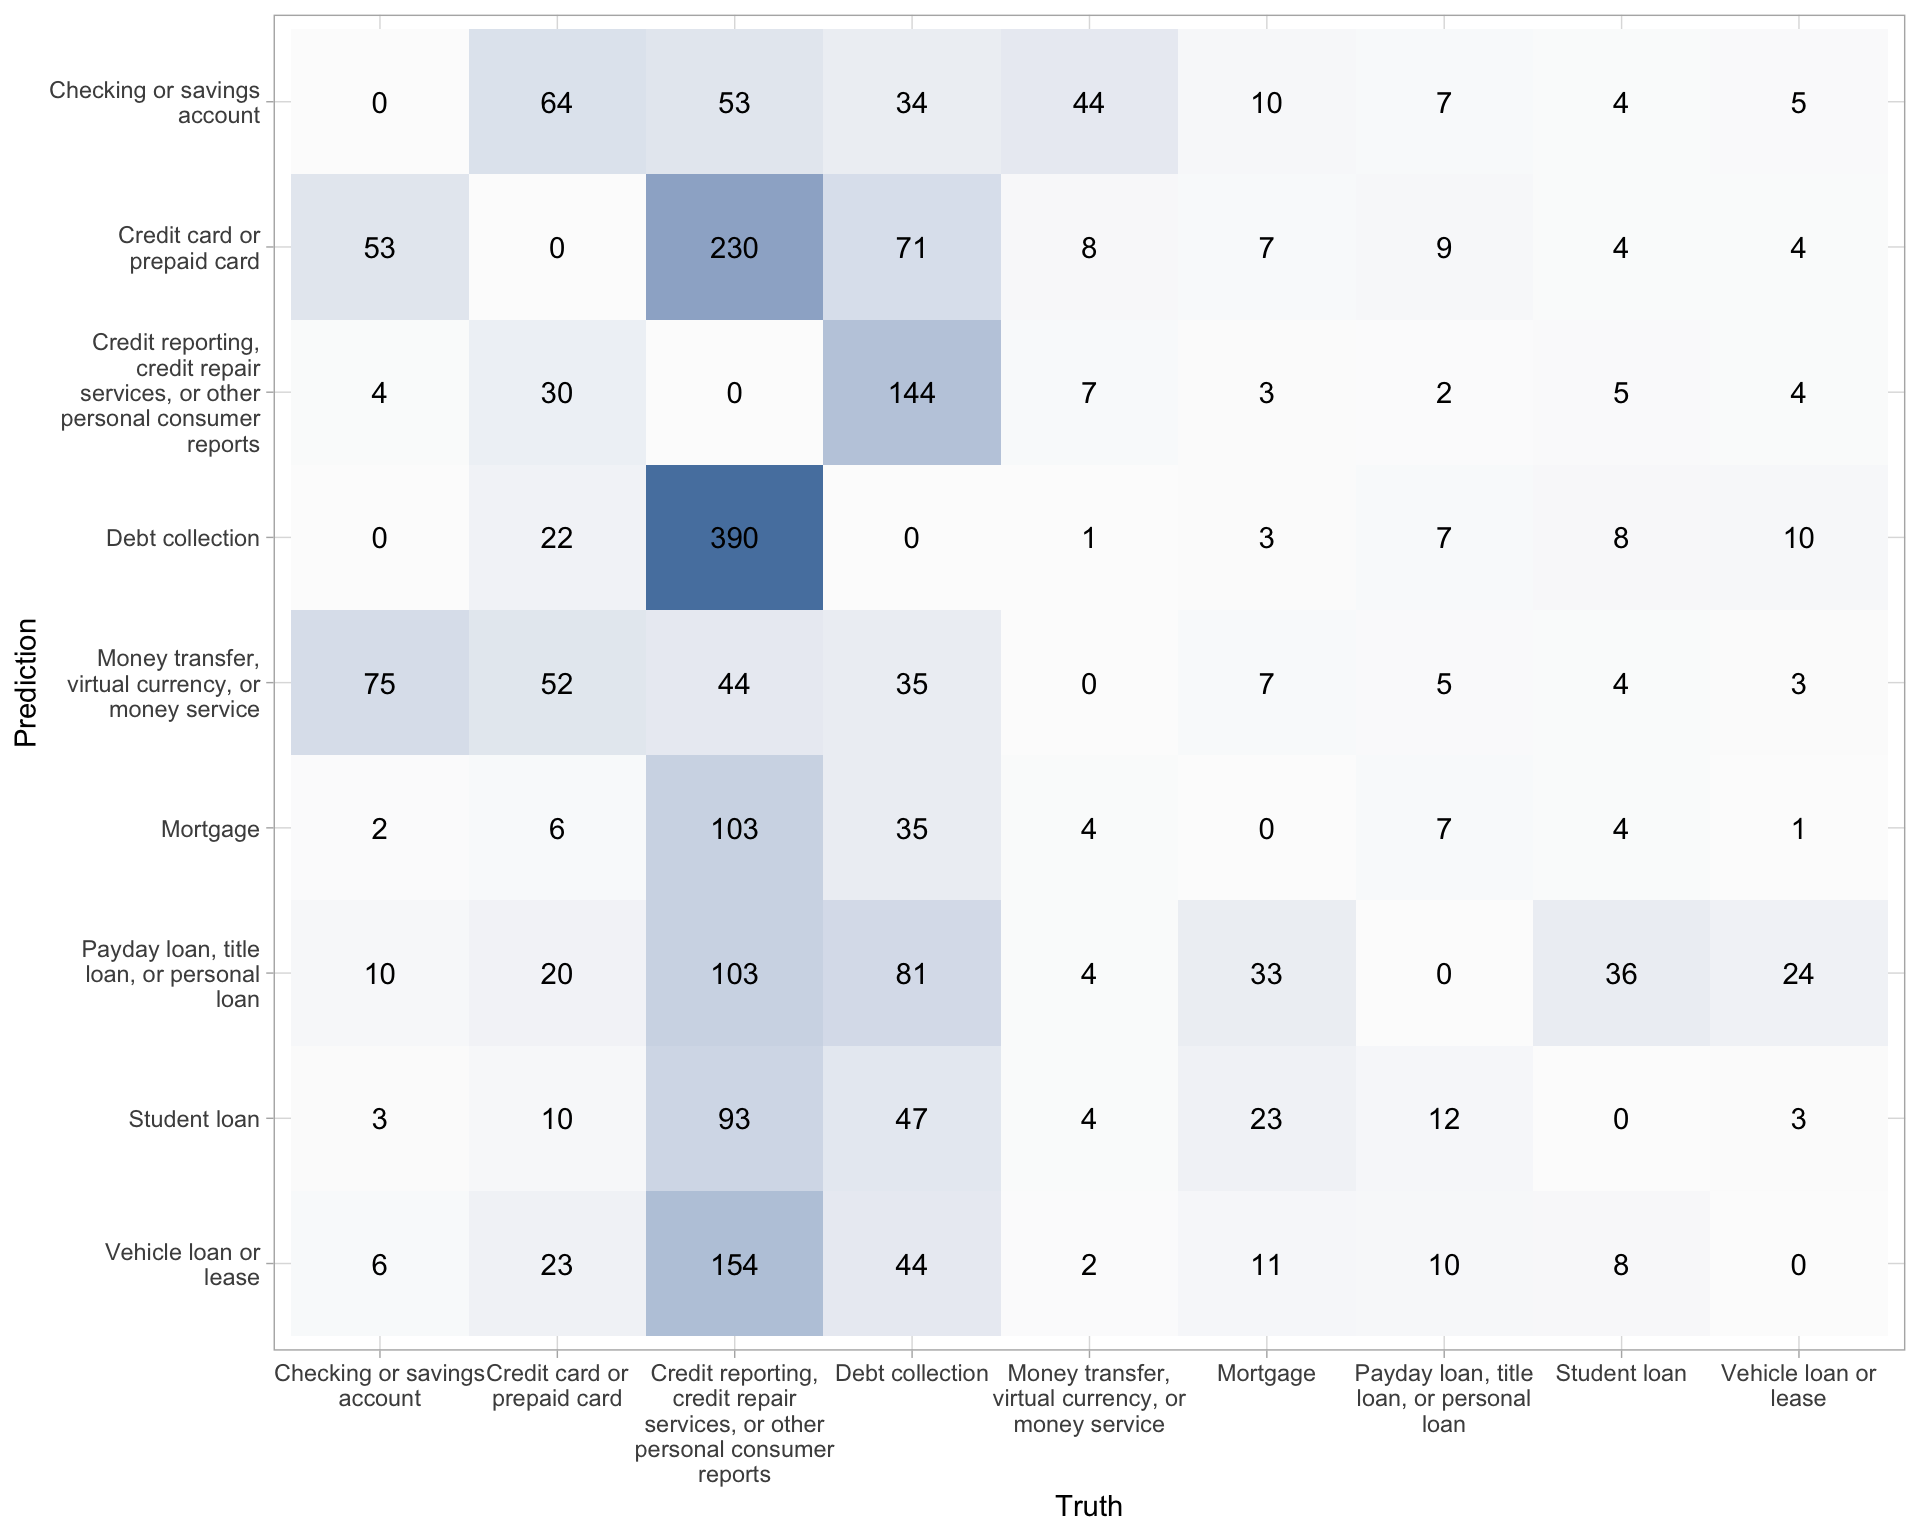 Checking or savings
account
0 64 53 34 44 10 7 4 5
Credit card or
prepaid card
53 0 230 71 8 7 9 4 4
Credit reporting,
credit repair
services, or other
personal consumer
reports
4 30 0 144 7 3 2 5 4
Debt collection
0 22 390 0 1 3 7 8 10
Prediction
Money transfer,
virtual currency, or
money service
75 52 44 35 0 7 5 4 3
Mortgage
2 6 103 35 4 0 7 4 1
Payday loan, title
loan, or personal
loan
10 20 103 81 4 33 0 36 24
Student loan
3 10 93 47 4 23 12 0 3
Vehicle loan or
lease
6 23 154 44 2 11 10 8 0
Checking or savings
account
Credit card or
prepaid card
Credit reporting,
credit repair
services, or other
personal consumer
reports
Debt collection
Money transfer,
virtual currency, or
money service
Mortgage
Payday loan, title
loan, or personal
loan
Student loan
Vehicle loan or
lease
Truth